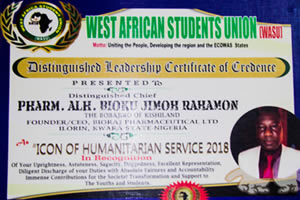 WEST AFRICAN STUDENTS UNION (WASU)
Motto: Uniting the People, Developing the region and the ECOWAS States
Distinguished Leadership Certificate of Credence
PRESENTED TO
Distinguished Chief
PHARM. ALH. BIOKU JIMOH RAHAMON
THE BOBAJIRO OF KISHILAND
FOUNDER/CEO, BIORAJ PHARMACEUTICAL LTD
ILORIN, KWARA STATE-NIGERIA
As "ICON OF HUMANITARIAN SERVICE 2018
In Recognition
Of Your Uprightness, Astuteness, Sagacity, Doggedness, Excellent Representation,
Diligent Discharge of your Duties with Absolute Fairness and Accountability
Immense Contributions for the Societal Transformation and Support to
The Youths and Students.